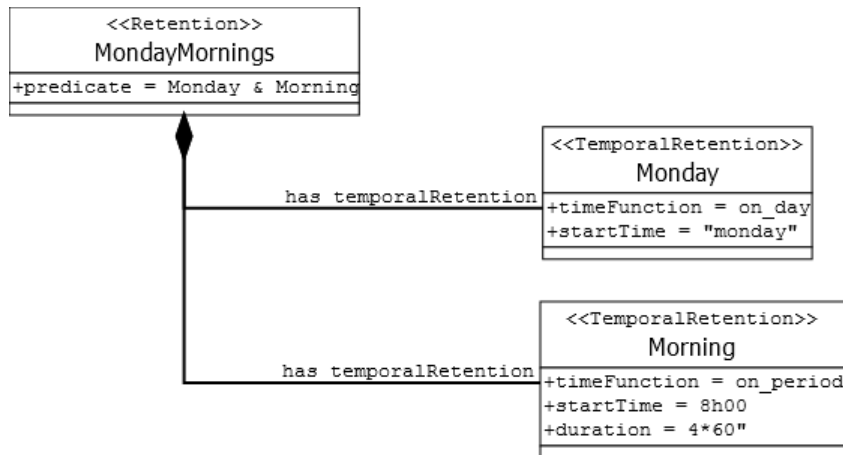 <<Retention>>
MondayMornings
+predicate = Monday & Morning
has temporalRetention
<<TemporalRetention>>
Monday
+timeFunction = on_day
+startTime = "monday"
has temporalRetention
<<TemporalRetention>>
Morning
+timeFunction = on_period
+startTime = 8h00
+duration = 4*60"